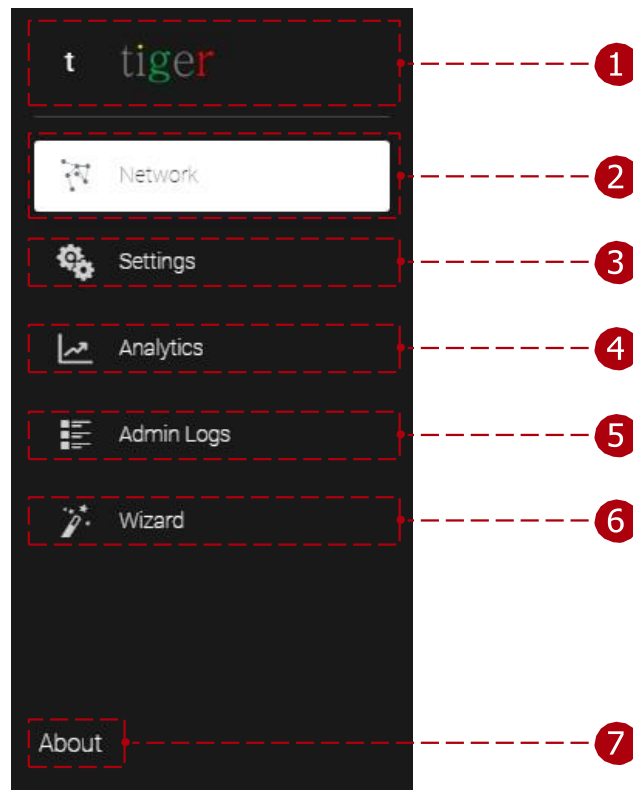 t tiger 1
Network 2
Settings 3
Analytics 4
Admin Logs 5
Wizard 6
About 7